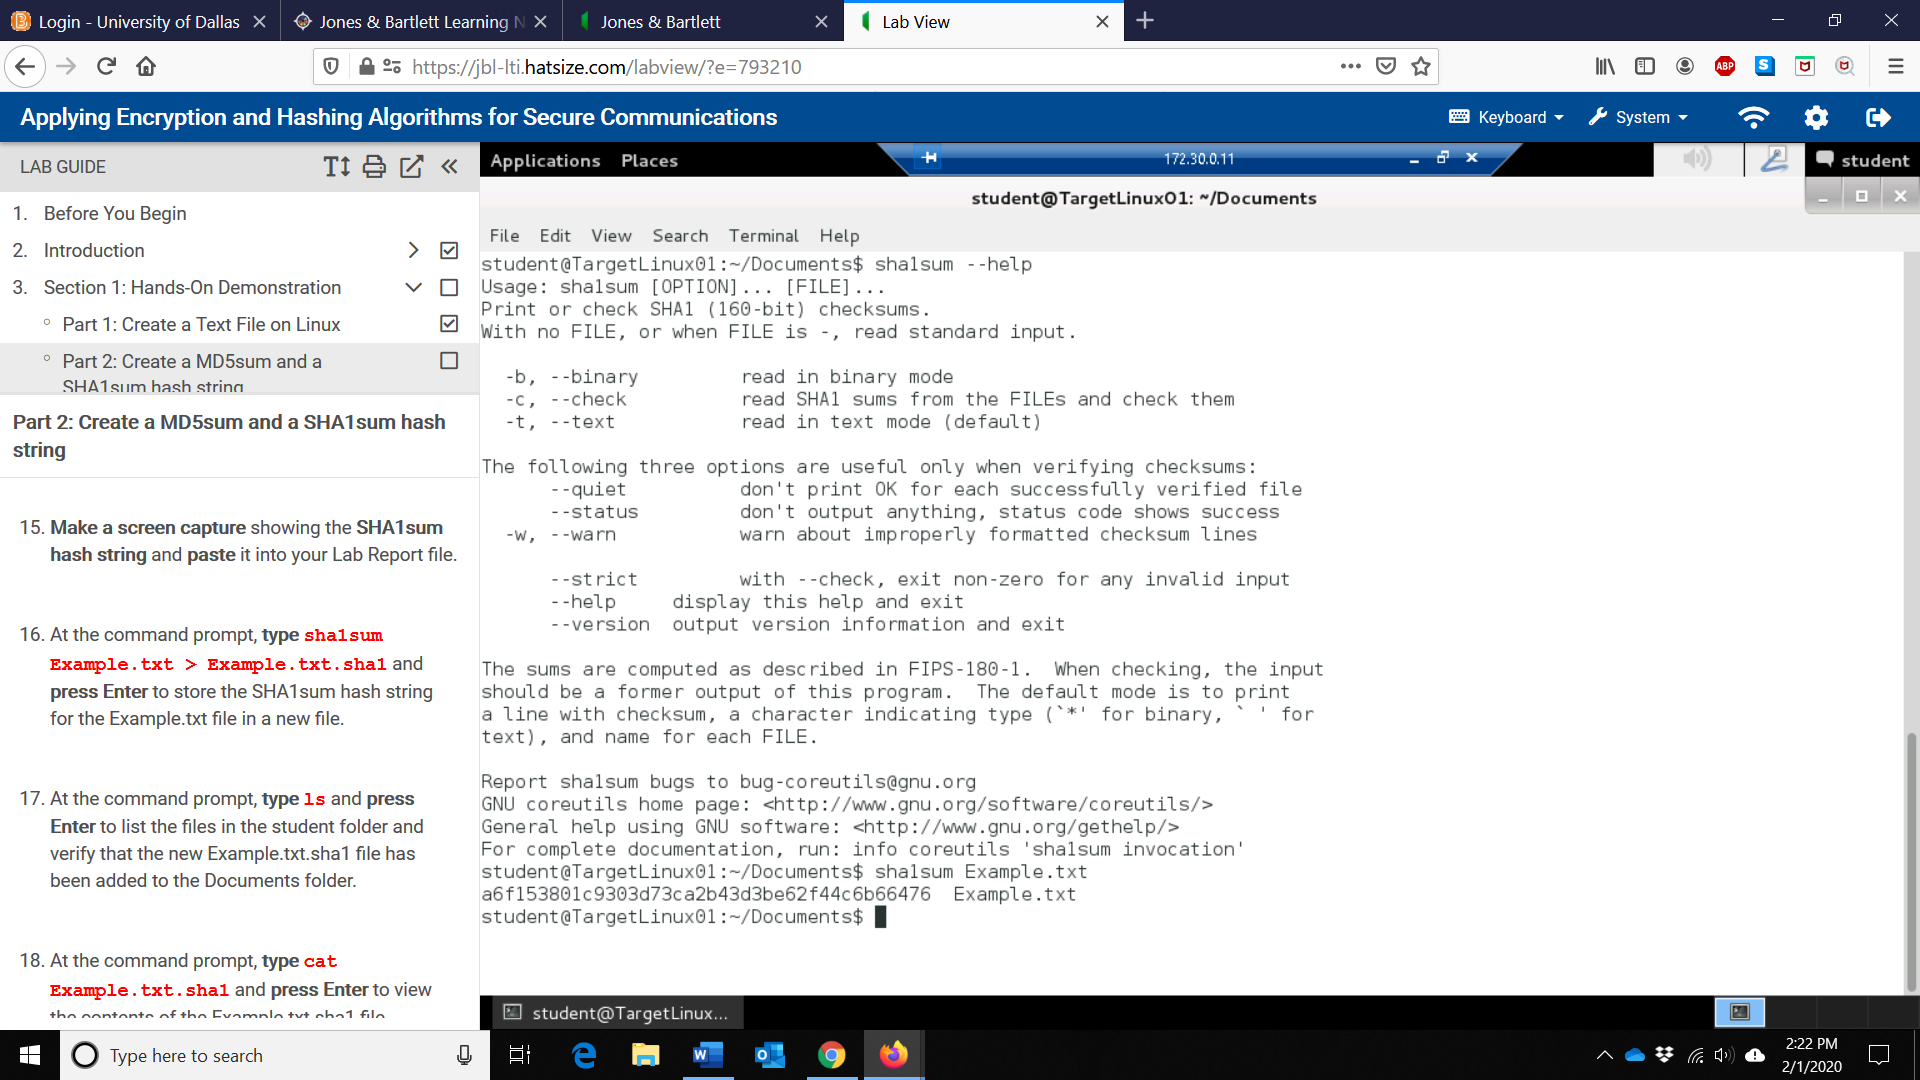 Login - University of Dallas
Jones & Bartlett Learning N
Jones & Bartlett
Lab View
https://jbl-lti.hatsize.com/labview/?e=793210
ABP
S
Applying Encryption and Hashing Algorithms for Secure Communications
Keyboard
System
LAB GUIDE
1. Before You Begin
2. Introduction
3. Section 1: Hands-On Demonstration
Part 1: Create a Text File on Linux
Part 2: Create a MD5sum and a
SHA1sum hash string
Part 2: Create a MD5sum and a SHA1sum hash
string
15. Make a screen capture showing the SHA1sum
hash string and paste it into your Lab Report file.
16. At the command prompt, type sha1sum
Example.txt > Example.txt.sha1 and
press Enter to store the SHA1sum hash string
for the Example.txt file in a new file.
17. At the command prompt, type ls and press
Enter to list the files in the student folder and
verify that the new Example.txt.sha1 file has
been added to the Documents folder.
18. At the command prompt, type cat
Example.txt.sha1 and press Enter to view
the contents of the Example.txt.sha1 file.
Applications Places
172.30.0.11
student
student@TargetLinux01: ~/Documents
File Edit View Search Terminal Help
student@TargetLinux01:~/Documents$ sha1sum --help
Usage: sha1sum [OPTION]... [FILE]...
Print or check SHA1 (160-bit) checksums.
With no FILE, or when FILE is -, read standard input.
-b, --binary read in binary mode
-c, --check read SHA1 sums from the FILEs and check them
-t, --text read in text mode (default)
The following three options are useful only when verifying checksums:
--quiet don't print OK for each successfully verified file
--status don't output anything, status code shows success
-w, --warn warn about improperly formatted checksum lines
--strict with --check, exit non-zero for any invalid input
--help display this help and exit
--version output version information and exit
The sums are computed as described in FIPS-180-1. When checking, the input
should be a former output of this program. The default mode is to print
a line with checksum, a character indicating type (`*' for binary, ` ' for
text), and name for each FILE.
Report sha1sum bugs to bug-coreutils@gnu.org
GNU coreutils home page: <http://www.gnu.org/software/coreutils/>
General help using GNU software: <http://www.gnu.org/gethelp/>
For complete documentation, run: info coreutils 'sha1sum invocation'
student@TargetLinux01:~/Documents$ sha1sum Example.txt
a6f153801c9303d73ca2b43d3be62f44c6b66476  Example.txt
student@TargetLinux01:~/Documents$
student@TargetLinux...
Type here to search
2:22 PM
2/1/2020